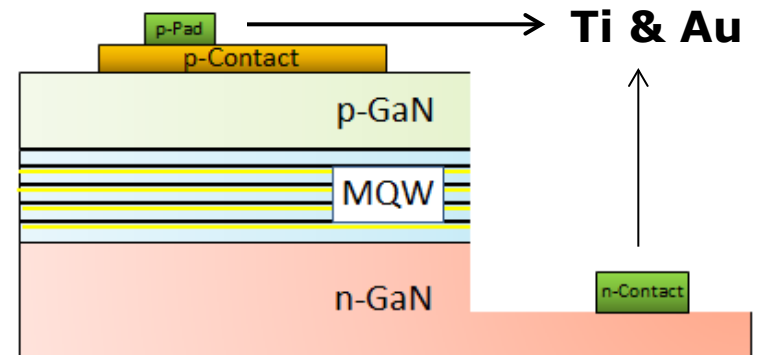 p-Pad
Ti & Au
p-Contact
p-GaN
MQW
n-GaN
n-Contact